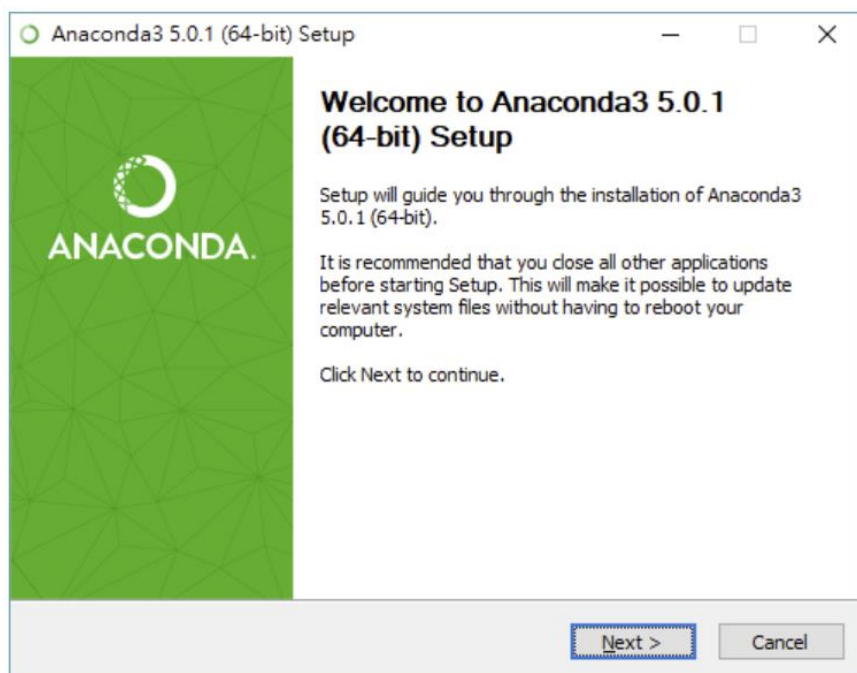 Anaconda3 5.0.1 (64-bit) Setup
ANACONDA.
Welcome to Anaconda3 5.0.1
(64-bit) Setup
Setup will guide you through the installation of Anaconda3
5.0.1 (64-bit).
It is recommended that you close all other applications
before starting Setup. This will make it possible to update
relevant system files without having to reboot your
computer.
Click Next to continue.
Next >
Cancel